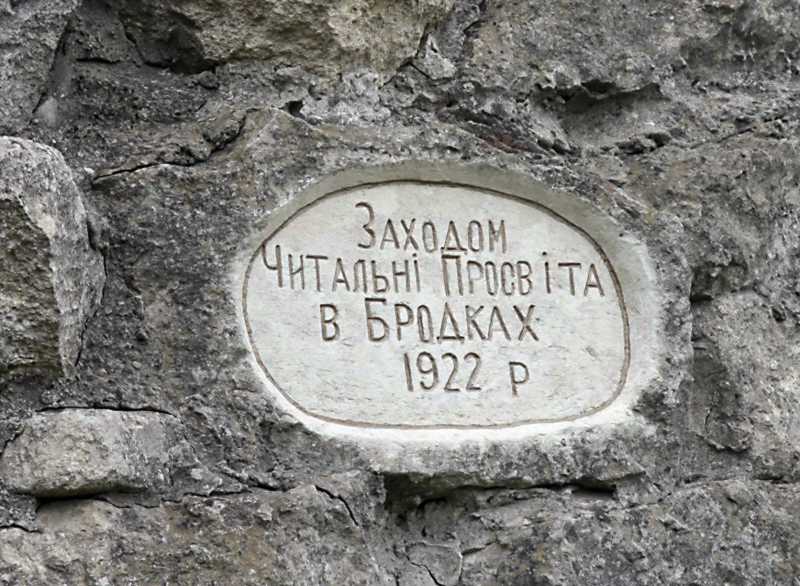 Заходом
Читальні Просвіта
в Бродках
1922 р